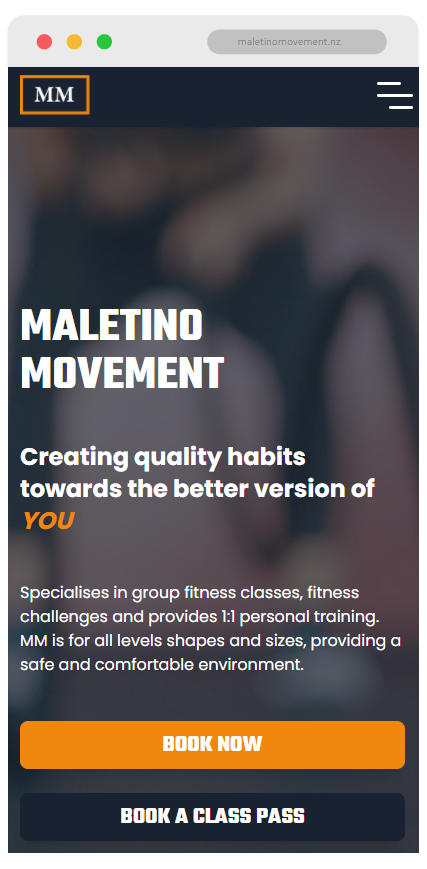 maletinomovement.nz
MM
MALETINO
MOVEMENT
Creating quality habits
towards the better version of
YOU
Specialises in group fitness classes, fitness
challenges and provides 1:1 personal training.
MM is for all levels shapes and sizes, providing a
safe and comfortable environment.
BOOK NOW
BOOK A CLASS PASS